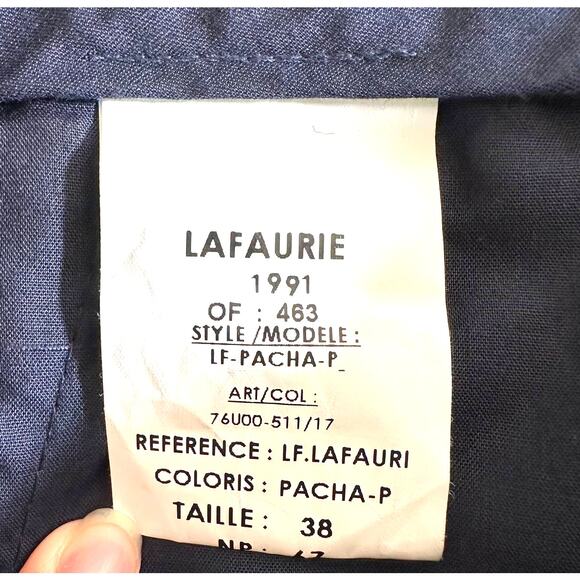 LAFAURIE
1991
OF : 463
STYLE/MODELE :
LF-PACHA-P_
ART/COL :
76U00-511/17
REFERENCE : LF.LAFAURI
COLORIS : PACHA-P
TAILLE : 38